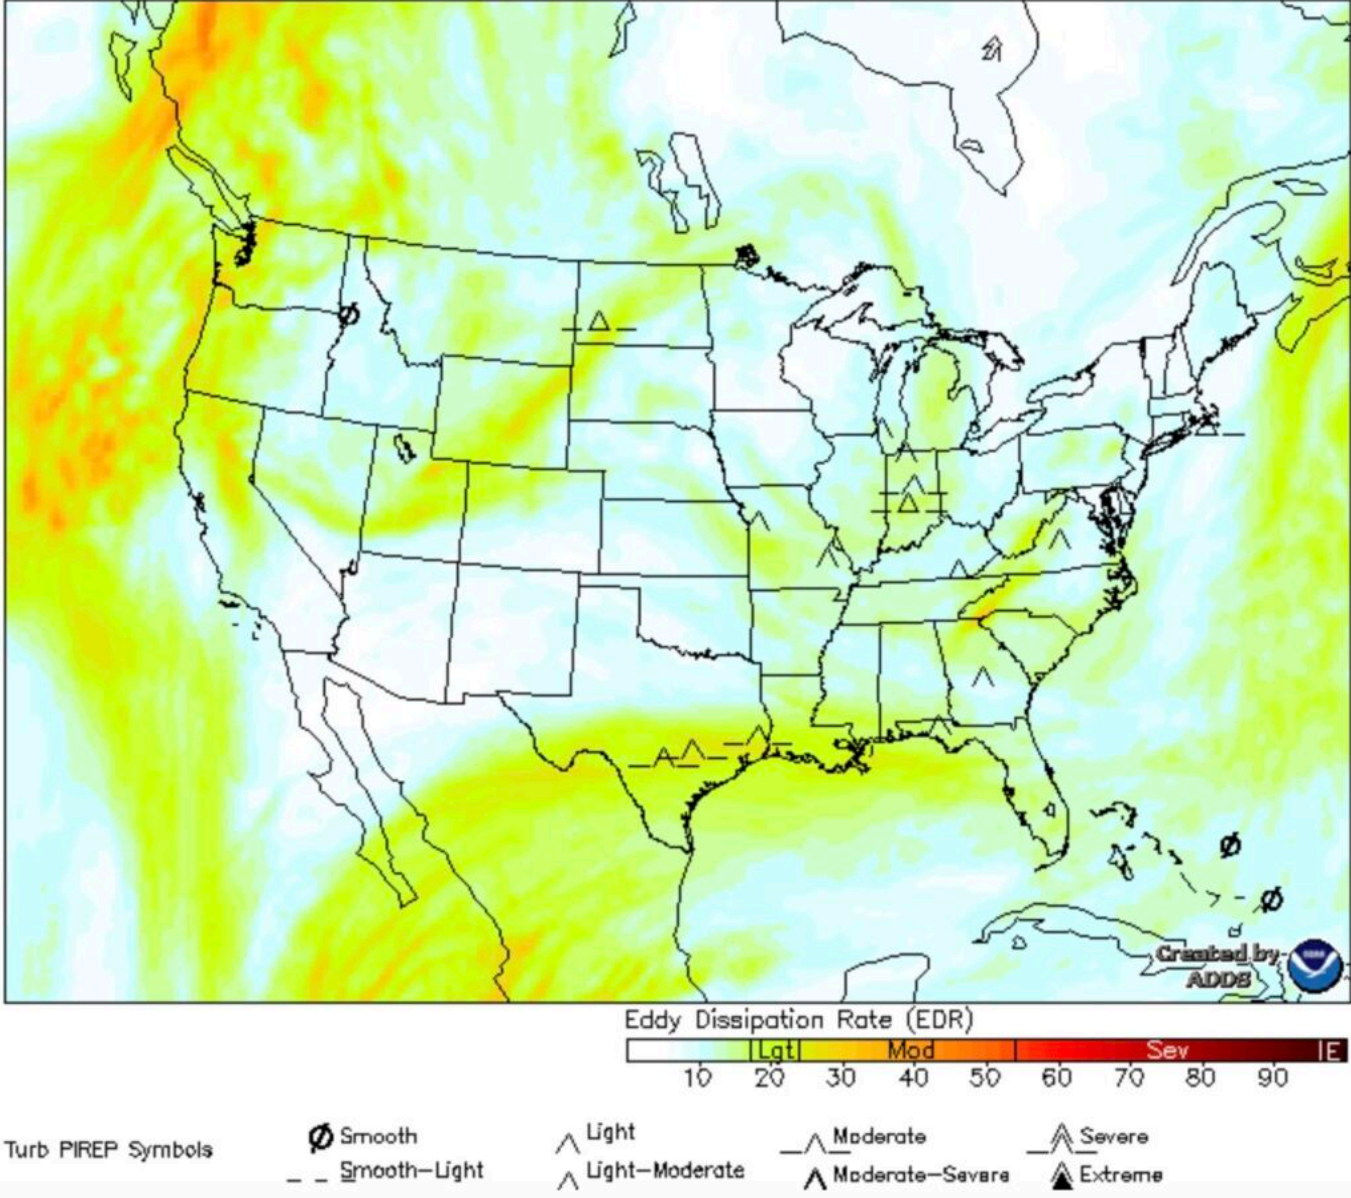 Created by
ADDS
Eddy Dissipation Rate (EDR)
Lgt Mod Sev E
10 20 30 40 50 60 70 80 90
Turb PIREP Symbols
Smooth
Light
Moderate
Severe
Smooth-Light
Light-Moderate
Moderate-Severe
Extreme